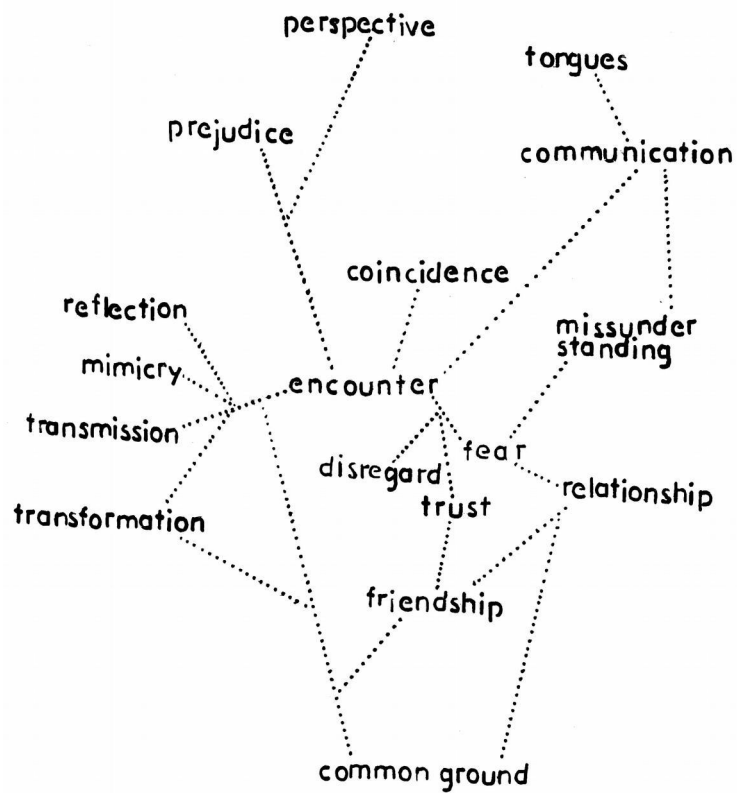 perspective
tongues
prejudice
communication
coincidence
reflection
missunder
standing
mimicry
encounter
transmission
fear
disregard
relationship
trust
transformation
friendship
common ground